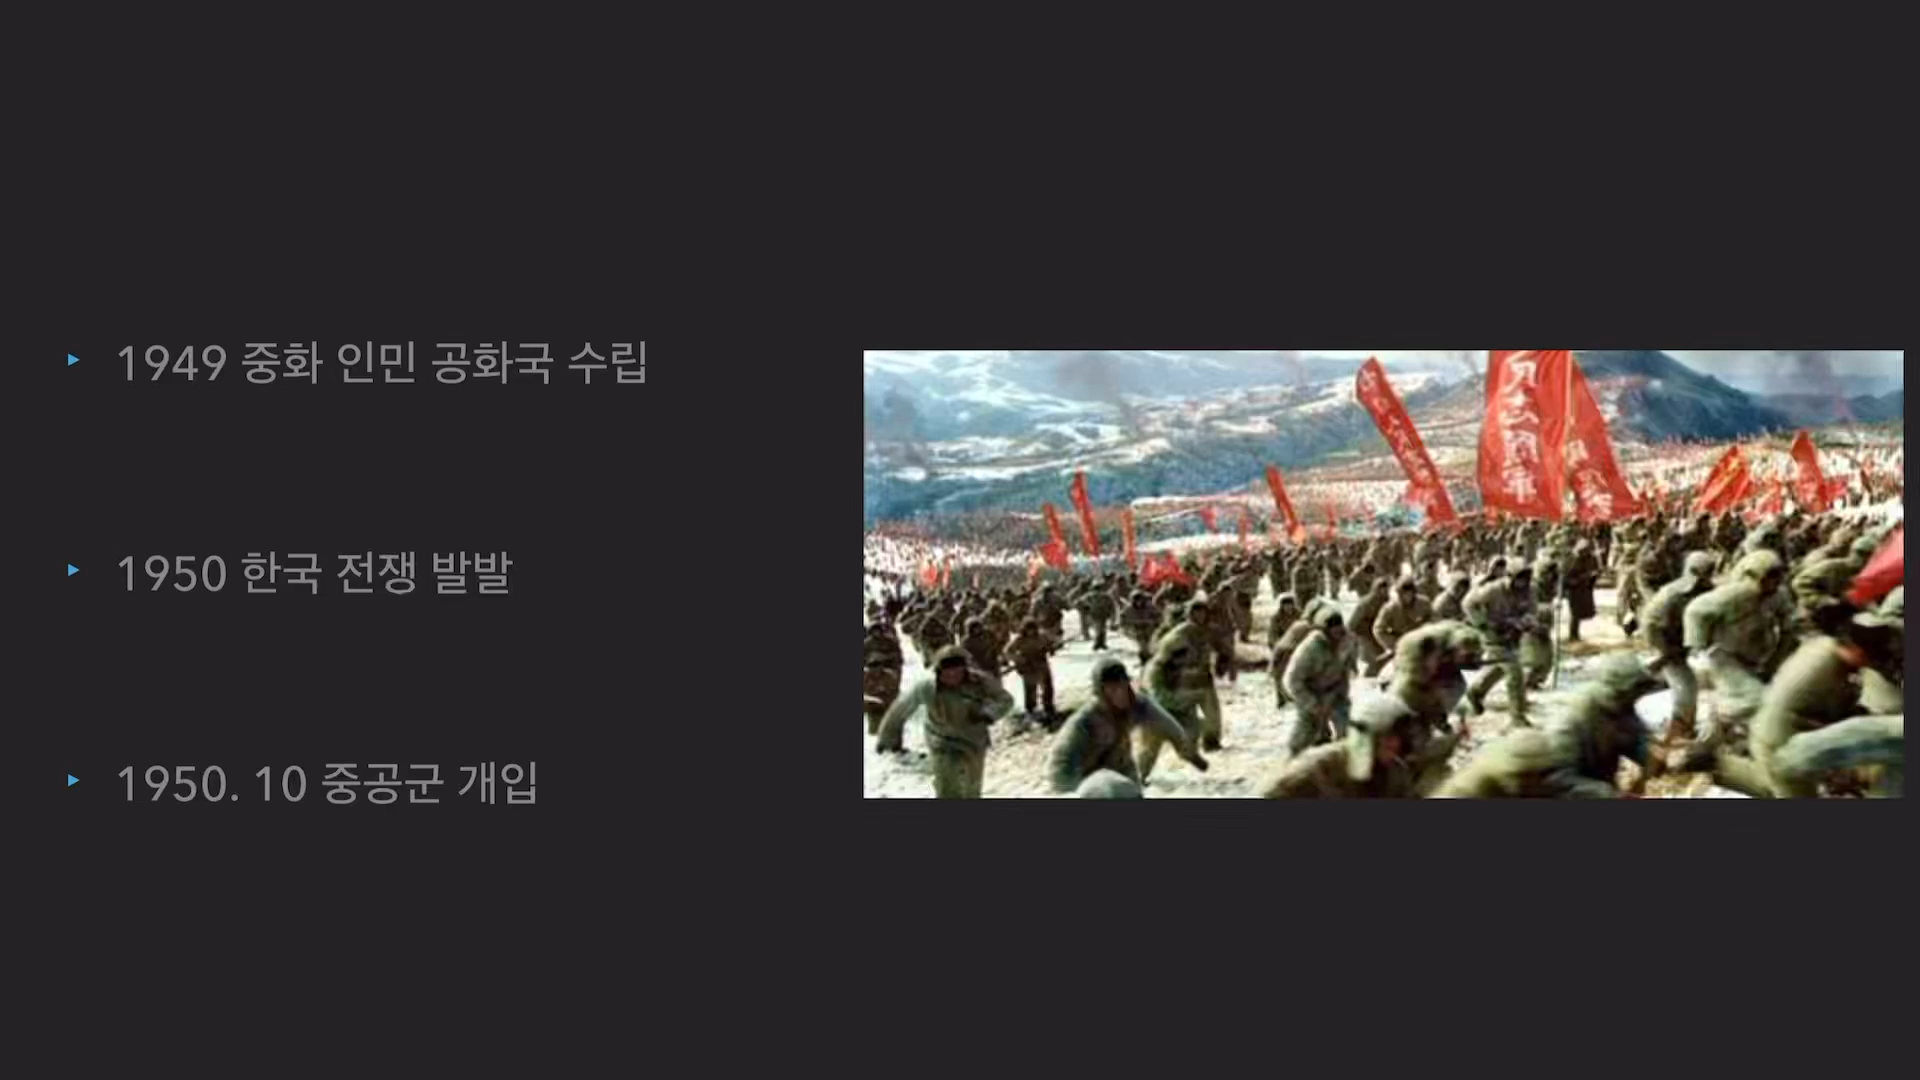 1949 중화 인민 공화국 수립
1950 한국 전쟁 발발
1950. 10 중공군 개입